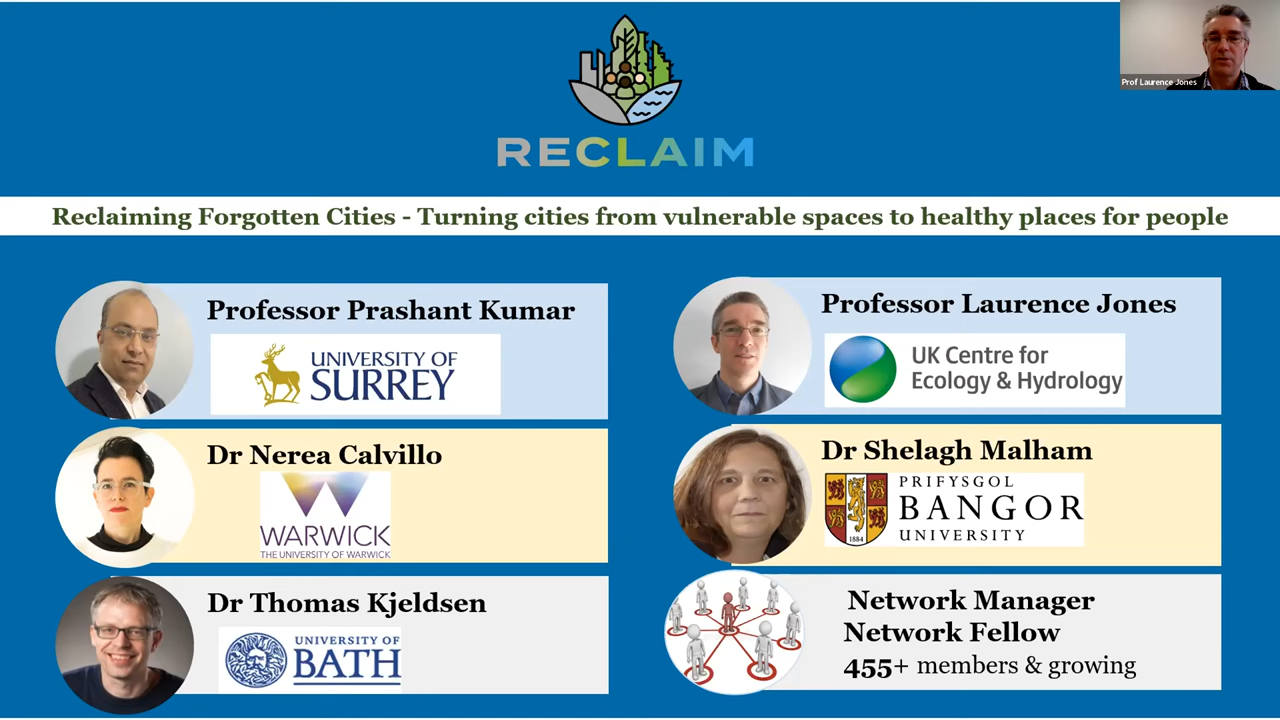 Prof Laurence Jones
RECLAIM
Reclaiming Forgotten Cities - Turning cities from vulnerable spaces to healthy places for people
Professor Prashant Kumar
UNIVERSITY OF
SURREY
Professor Laurence Jones
UK Centre for
Ecology & Hydrology
Dr Nerea Calvillo
WARWICK
THE UNIVERSITY OF WARWICK
Dr Shelagh Malham
PRIFYSGOL
BANGOR
UNIVERSITY
1884
Dr Thomas Kjeldsen
UNIVERSITY OF
BATH
Network Manager
Network Fellow
455+ members & growing